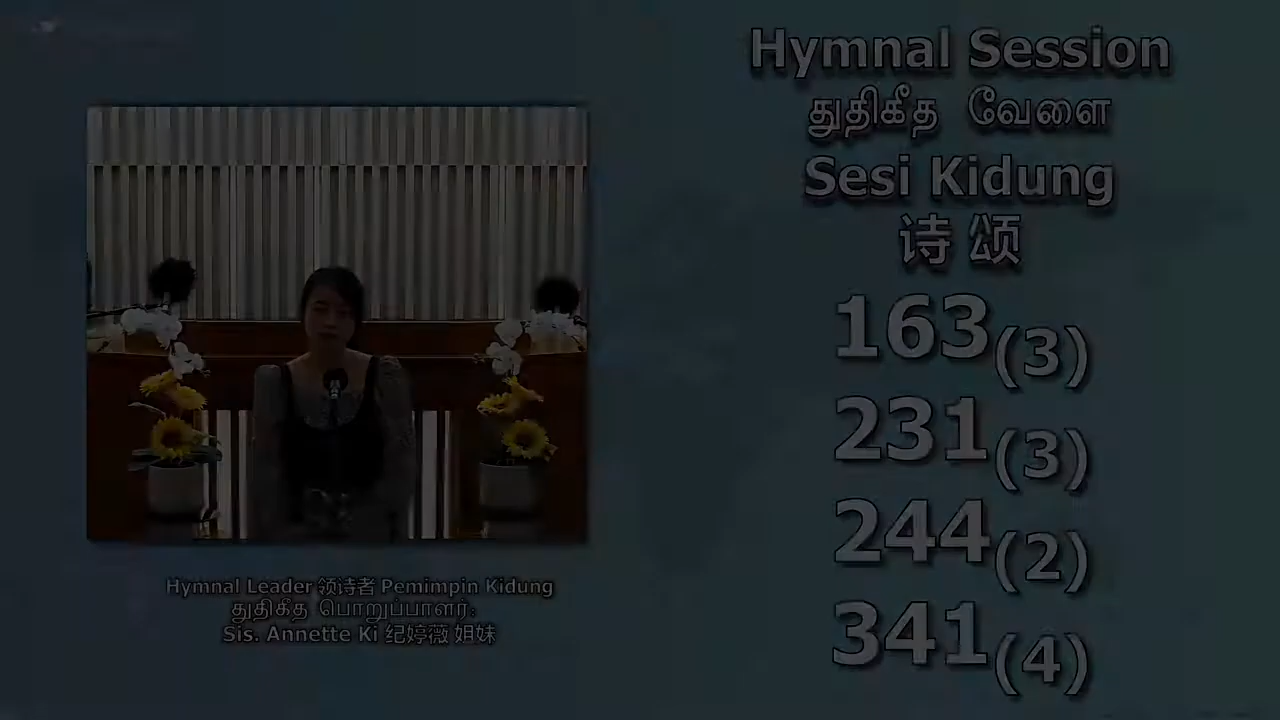 Hymnal Session
துதிகீத வேளை
Sesi Kidung
诗 颂
163(3)
231(3)
244(2)
341(4)
Hymnal Leader 领诗者 Pemimpin Kidung
துதிகீத பொறுப்பாளர்:
Sis. Annette Ki 纪婷薇 姐妹